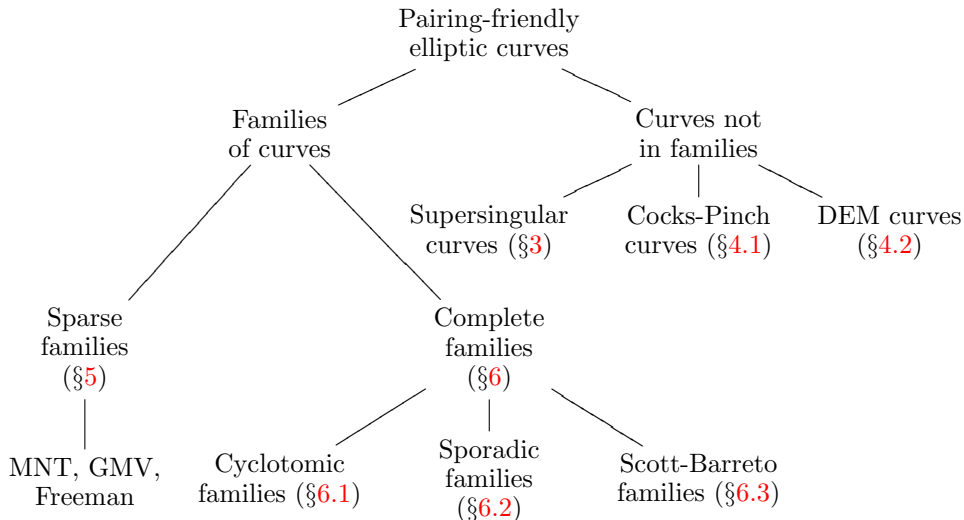 Pairing-friendly
elliptic curves
Families
of curves
Curves not
in families
Supersingular
curves (§3)
Cocks-Pinch
curves (§4.1)
DEM curves
(§4.2)
Sparse
families
(§5)
Complete
families
(§6)
MNT, GMV,
Freeman
Cyclotomic
families (§6.1)
Sporadic
families
(§6.2)
Scott-Barreto
families (§6.3)